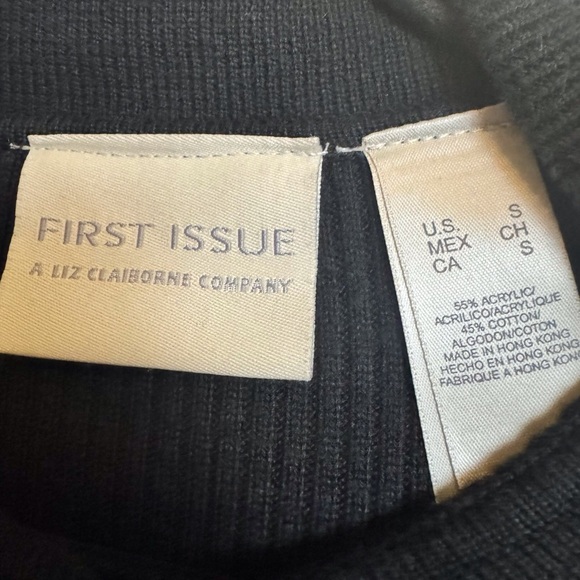 FIRST ISSUE
A LIZ CLAIBORNE COMPANY
U.S. S
MEX CH
CA S
55% ACRYLIC/
ACRILICO/ACRYLIQUE
45% COTTON/
ALGODON/COTON
MADE IN HONG KONG
HECHO EN HONG KONG
FABRIQUE A HONG KONG